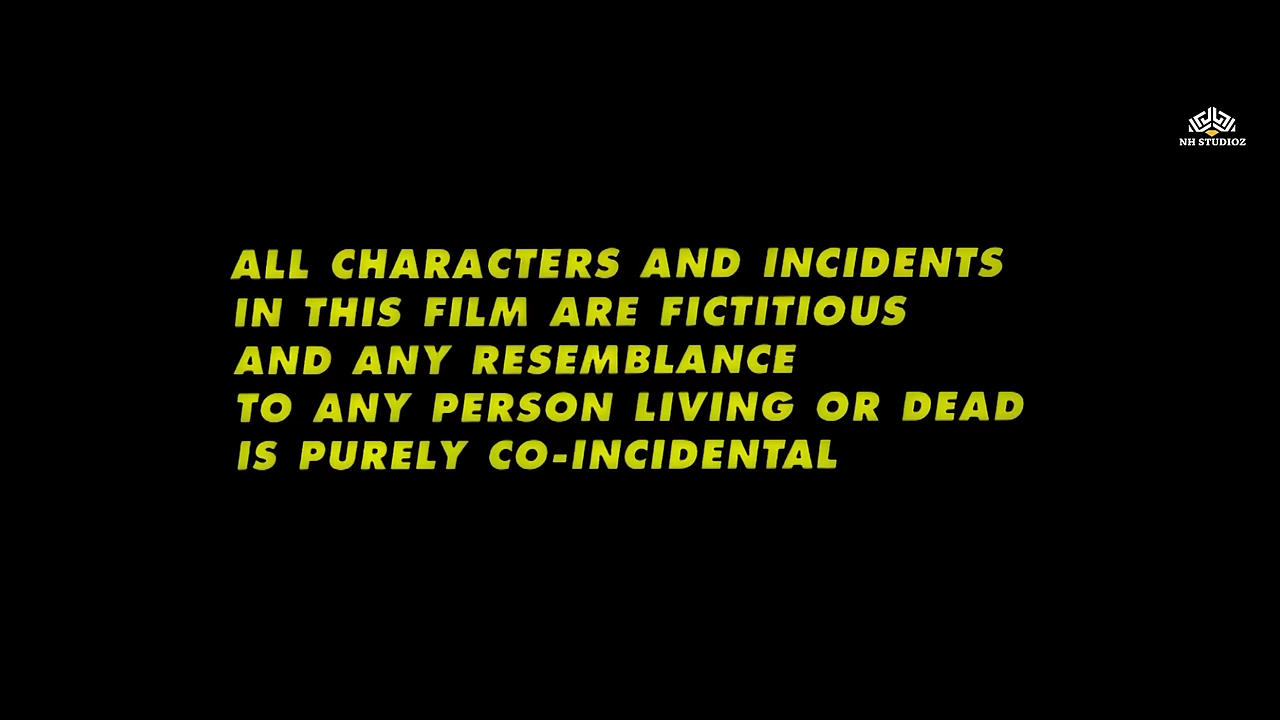 NH STUDIOZ
ALL CHARACTERS AND INCIDENTS
IN THIS FILM ARE FICTITIOUS
AND ANY RESEMBLANCE
TO ANY PERSON LIVING OR DEAD
IS PURELY CO-INCIDENTAL